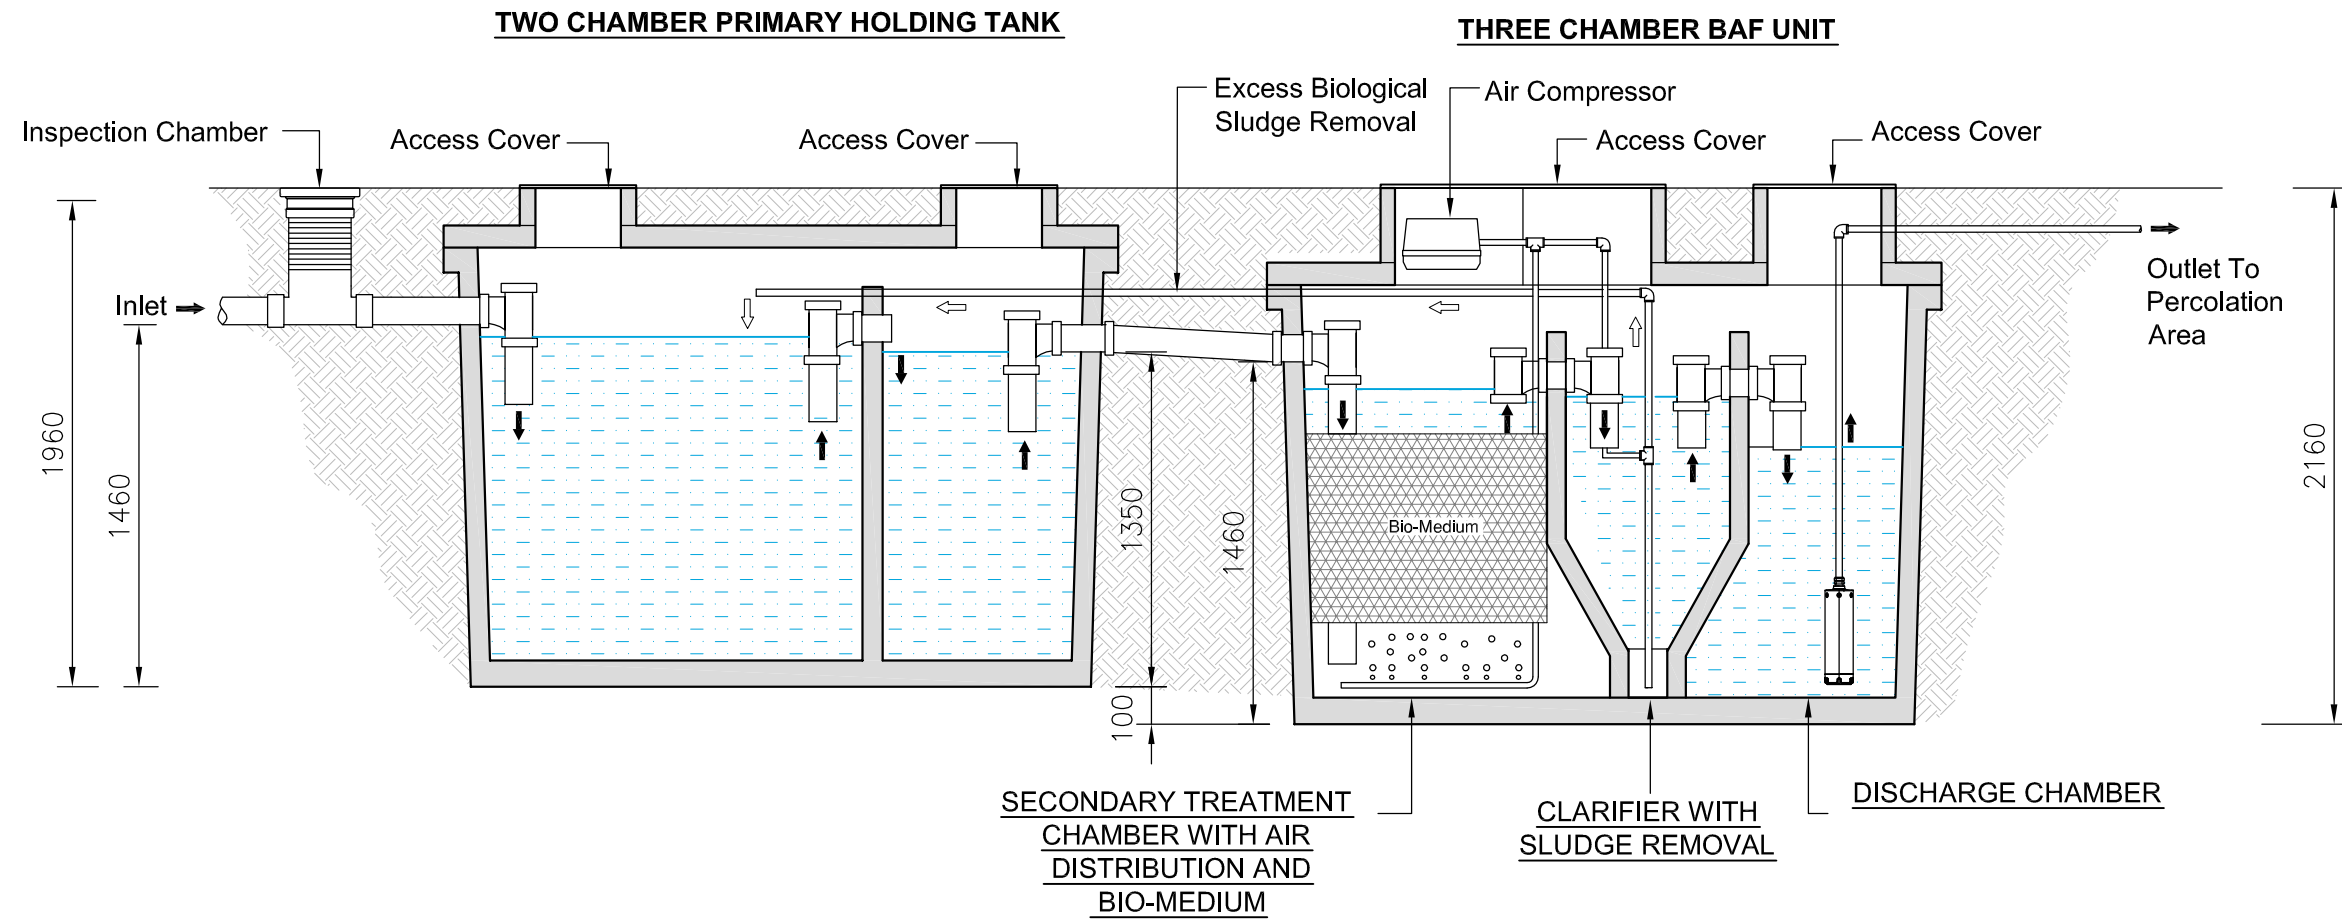 TWO CHAMBER PRIMARY HOLDING TANK
THREE CHAMBER BAF UNIT
Inspection Chamber
Access Cover
Access Cover
Excess Biological
Sludge Removal
Air Compressor
Access Cover
Access Cover
Inlet
Outlet To
Percolation
Area
1960
1460
1350
1460
100
2160
Bio-Medium
SECONDARY TREATMENT
CHAMBER WITH AIR
DISTRIBUTION AND
BIO-MEDIUM
CLARIFIER WITH
SLUDGE REMOVAL
DISCHARGE CHAMBER